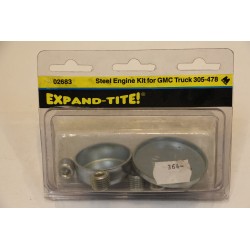 02683
Steel Engine Kit for GMC Truck 305-478
EXPAND-TITE!